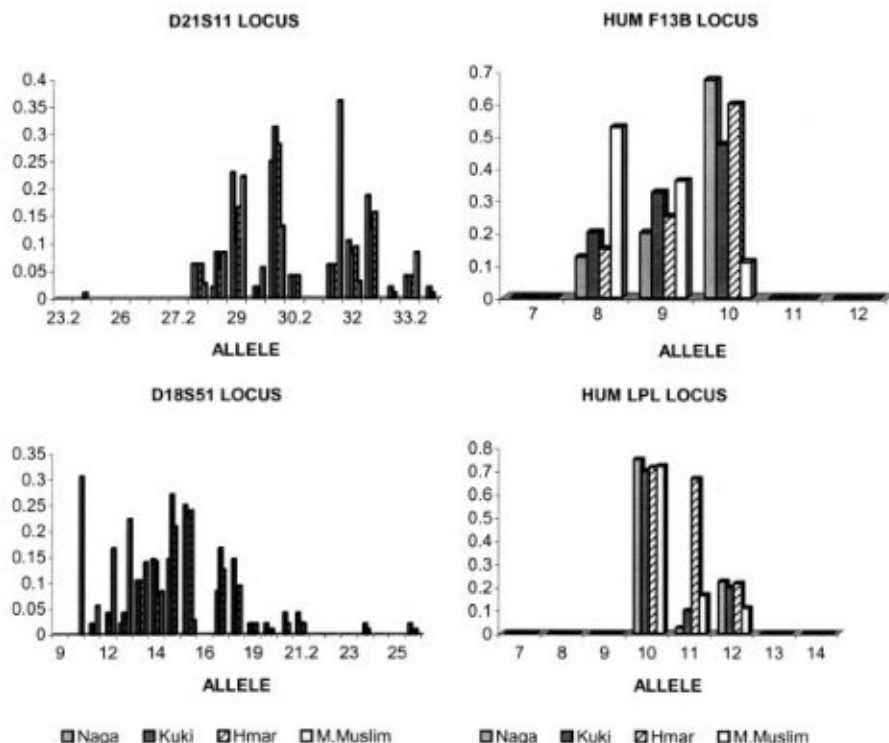 D21S11 LOCUS
0.4
0.35
0.3
0.25
0.2
0.15
0.1
0.05
0
23.2 26 27.2 29 30.2 32 33.2
ALLELE
HUM F13B LOCUS
0.7
0.6
0.5
0.4
0.3
0.2
0.1
0
7 8 9 10 11 12
ALLELE
D18S51 LOCUS
0.35
0.3
0.25
0.2
0.15
0.1
0.05
0
9 12 14 16 19 21.2 23 25
ALLELE
HUM LPL LOCUS
0.8
0.7
0.6
0.5
0.4
0.3
0.2
0.1
0
7 8 9 10 11 12 13 14
ALLELE
Naga Kuki Hmar M.Muslim
Naga Kuki Hmar M.Muslim